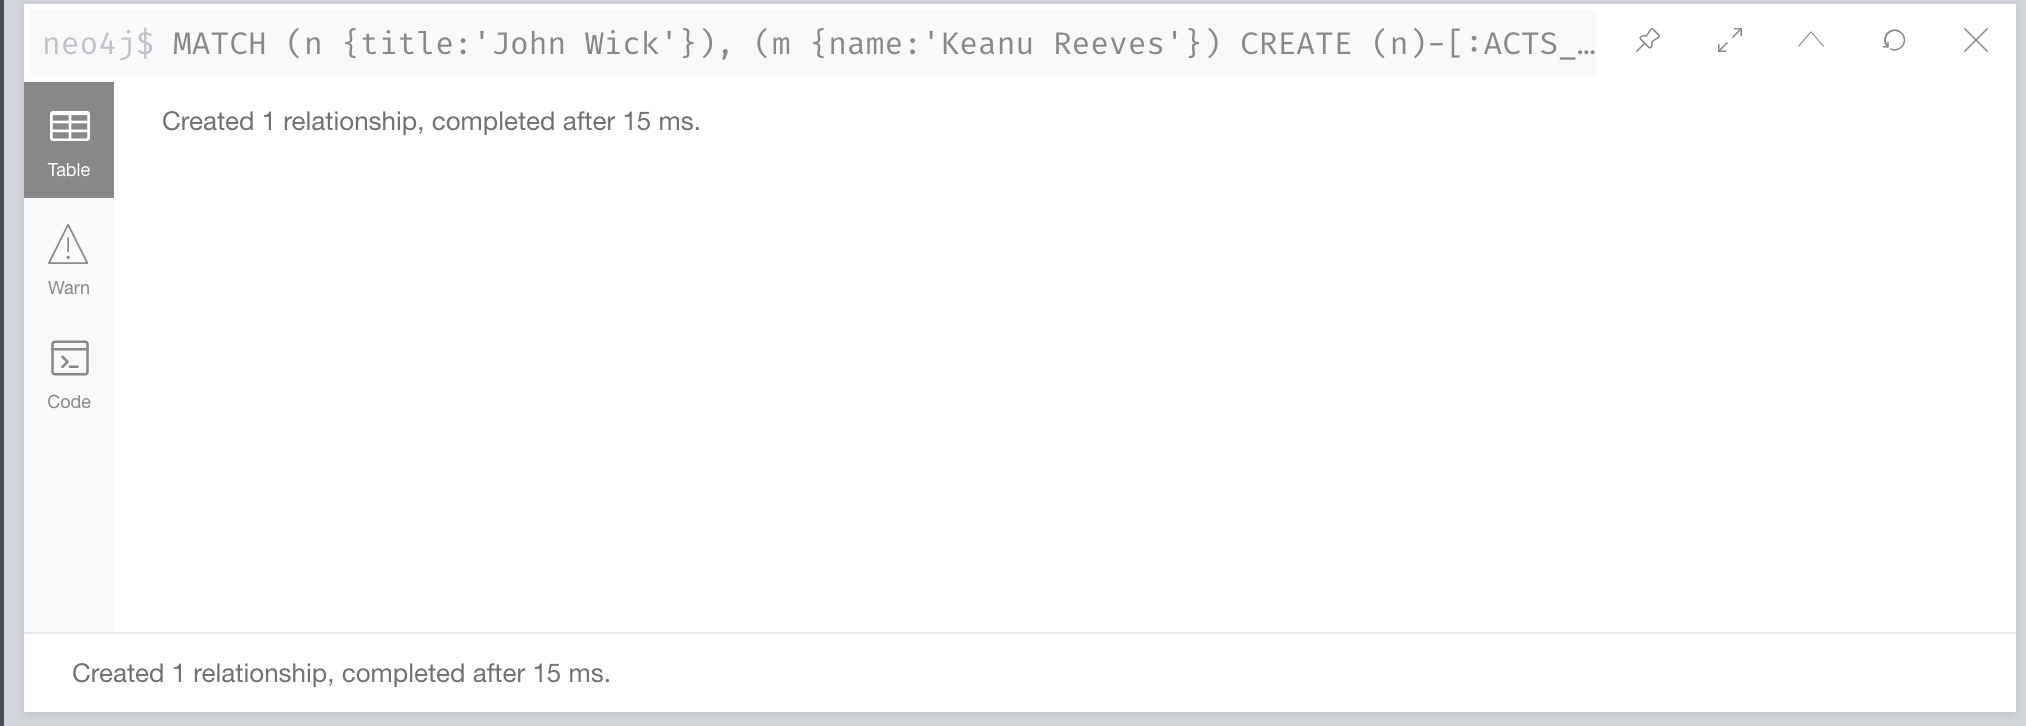 neo4j$ MATCH (n {title:'John Wick'}), (m {name:'Keanu Reeves'}) CREATE (n)-[:ACTS_…
Created 1 relationship, completed after 15 ms.
Table
Warn
Code
Created 1 relationship, completed after 15 ms.